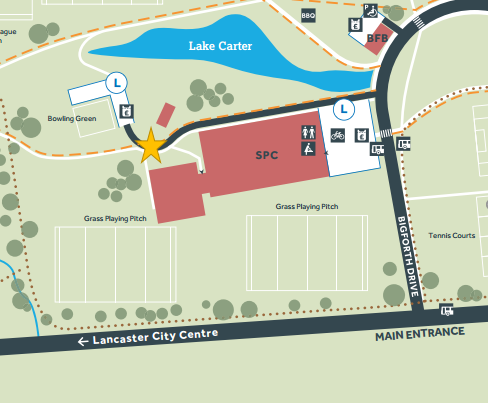 BBQ
P
BFB
ague
n
Lake Carter
L
L
Bowling Green
SPC
Grass Playing Pitch
Grass Playing Pitch
Tennis Courts
BIGFORTH DRIVE
← Lancaster City Centre
MAIN ENTRANCE